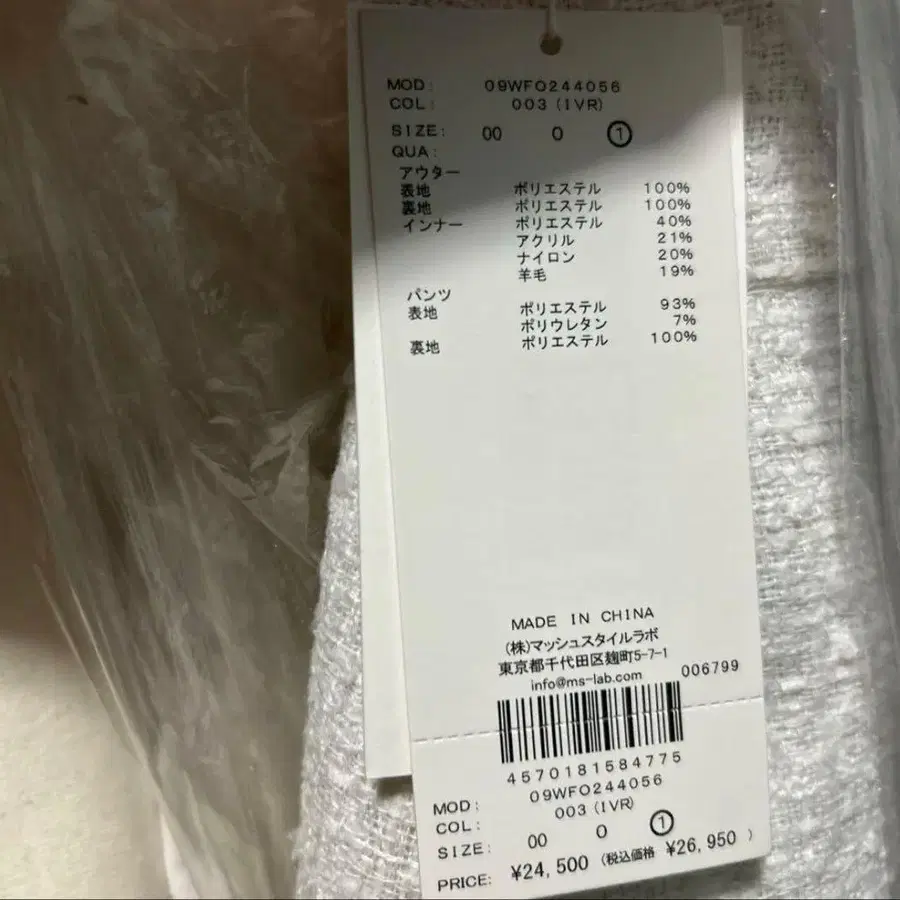 MOD: 09WFO244056
COL: 003(IVR)
SIZE: 00 0 1
QUA:
アウター
表地 ポリエステル 100%
裏地 ポリエステル 100%
インナー ポリエステル 40%
アクリル 21%
ナイロン 20%
羊毛 19%
パンツ
表地 ポリエステル 93%
ポリウレタン 7%
裏地 ポリエステル 100%
MADE IN CHINA
(株)マッシュスタイルラボ
東京都千代田区麹町5-7-1
info@ms-lab.com 006799
4570181584775
MOD: 09WFO244056
COL: 003(IVR)
SIZE: 00 0 1
PRICE: ¥24,500 (税込価格 ¥26,950 )